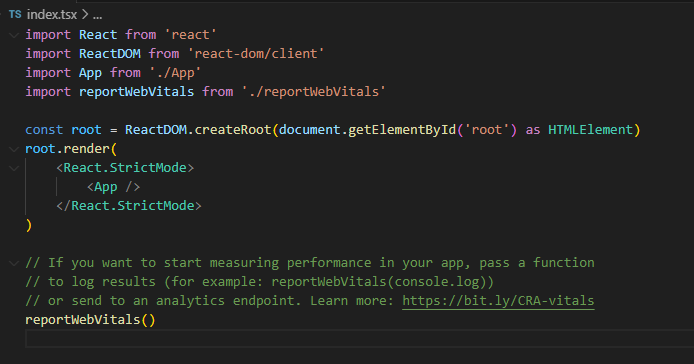 TS index.tsx > ...
import React from 'react'
import ReactDOM from 'react-dom/client'
import App from './App'
import reportWebVitals from './reportWebVitals'

const root = ReactDOM.createRoot(document.getElementById('root') as HTMLElement)
root.render(
    <React.StrictMode>
        <App />
    </React.StrictMode>
)

// If you want to start measuring performance in your app, pass a function
// to log results (for example: reportWebVitals(console.log))
// or send to an analytics endpoint. Learn more: https://bit.ly/CRA-vitals
reportWebVitals()